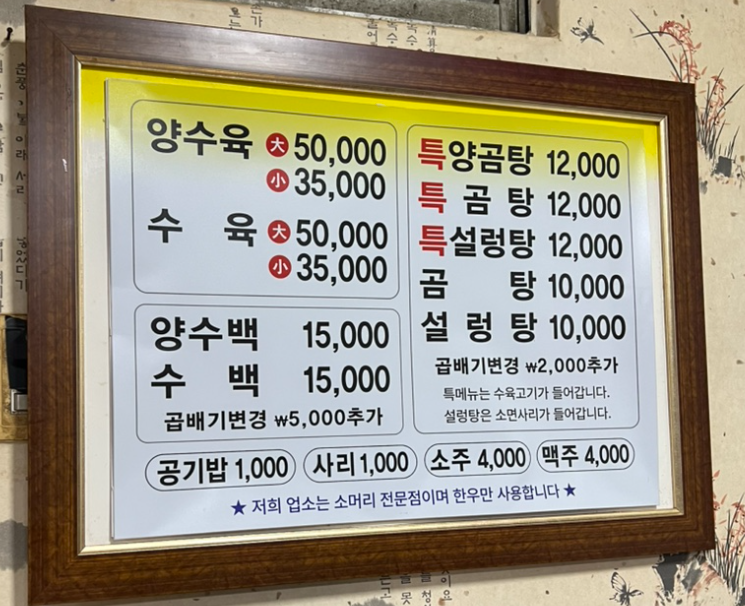 양수육 大 50,000
小 35,000
수 육 大 50,000
小 35,000
양수백 15,000
수 백 15,000
곱배기변경 ₩5,000추가
특양곰탕 12,000
특 곰 탕 12,000
특설렁탕 12,000
곰 탕 10,000
설 렁 탕 10,000
곱배기변경 ₩2,000추가
특메뉴는 수육고기가 들어갑니다.
설렁탕은 소면사리가 들어갑니다.
공기밥 1,000 사리 1,000 소주 4,000 맥주 4,000
★ 저희 업소는 소머리 전문점이며 한우만 사용합니다 ★